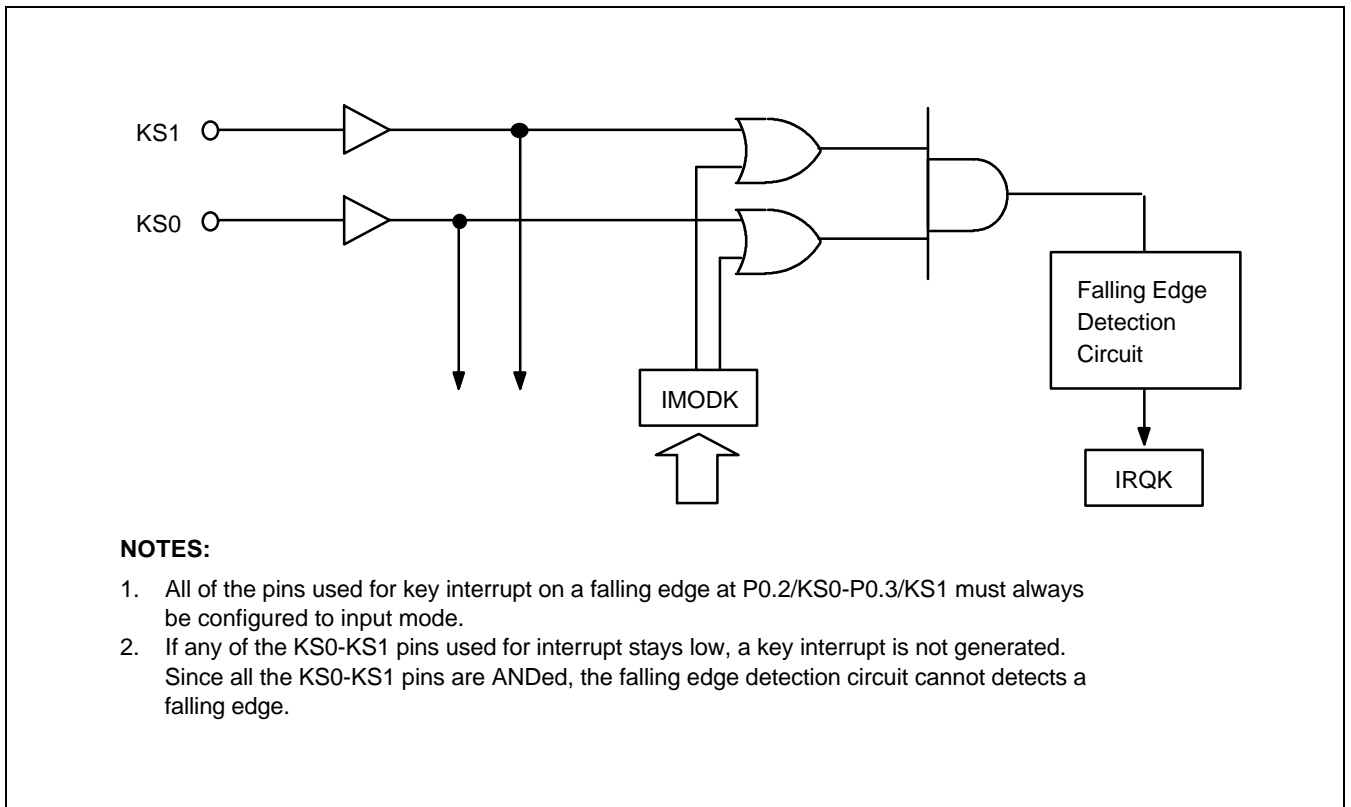 KS1
KS0
Falling Edge
Detection
Circuit
IMODK
IRQK
NOTES:
1. All of the pins used for key interrupt on a falling edge at P0.2/KS0-P0.3/KS1 must always
be configured to input mode.
2. If any of the KS0-KS1 pins used for interrupt stays low, a key interrupt is not generated.
Since all the KS0-KS1 pins are ANDed, the falling edge detection circuit cannot detects a
falling edge.